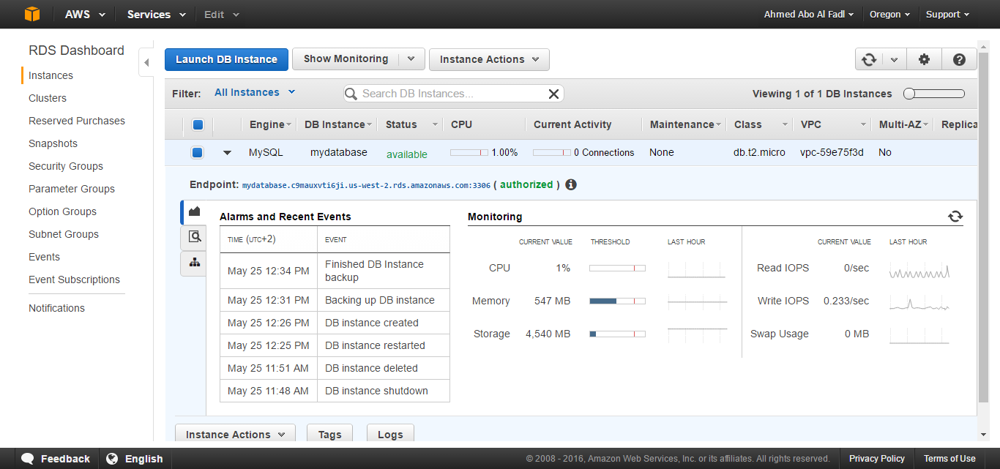 AWS Services Edit Ahmed Abo Al Fadl Oregon Support
RDS Dashboard
Instances
Clusters
Reserved Purchases
Snapshots
Security Groups
Parameter Groups
Option Groups
Subnet Groups
Events
Event Subscriptions
Notifications
Launch DB Instance Show Monitoring Instance Actions
Filter: All Instances Search DB Instances... Viewing 1 of 1 DB Instances
Engine DB Instance Status CPU Current Activity Maintenance Class VPC Multi-AZ Replica
MySQL mydatabase available 1.00% 0 Connections None db.t2.micro vpc-59e75f3d No
Endpoint: mydatabase.c9mauxvti6ji.us-west-2.rds.amazonaws.com:3306 ( authorized )
Alarms and Recent Events
TIME (UTC+2) EVENT
May 25 12:34 PM Finished DB Instance
backup
May 25 12:31 PM Backing up DB instance
May 25 12:26 PM DB instance created
May 25 12:25 PM DB instance restarted
May 25 11:51 AM DB instance deleted
May 25 11:48 AM DB instance shutdown
Monitoring
CURRENT VALUE THRESHOLD LAST HOUR
CPU 1%
Memory 547 MB
Storage 4,540 MB
CURRENT VALUE LAST HOUR
Read IOPS 0/sec
Write IOPS 0.233/sec
Swap Usage 0 MB
Instance Actions Tags Logs
Feedback English © 2008 - 2016, Amazon Web Services, Inc. or its affiliates. All rights reserved. Privacy Policy Terms of Use